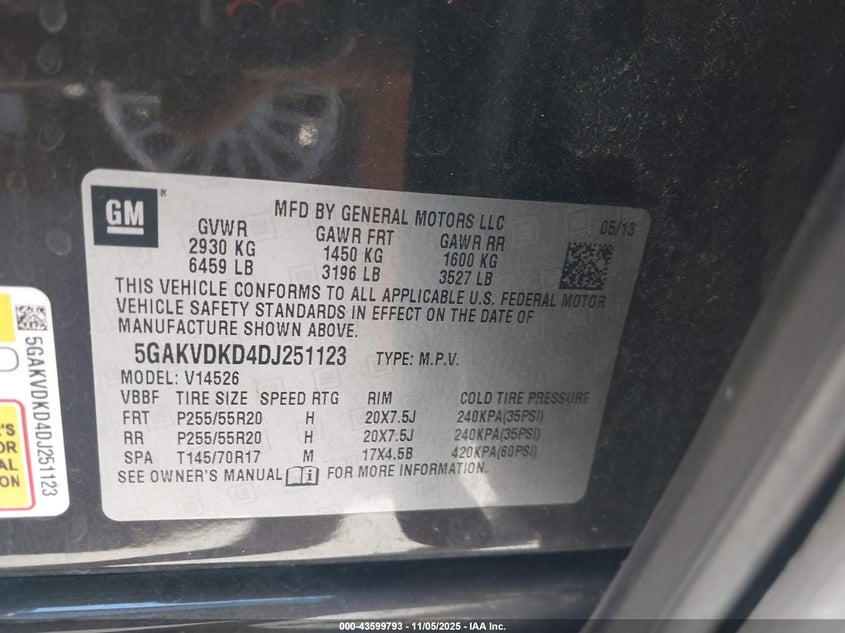 GM®
MFD BY GENERAL MOTORS LLC 05/13
GVWR GAWR FRT GAWR RR
2930 KG 1450 KG 1600 KG
6459 LB 3196 LB 3527 LB
THIS VEHICLE CONFORMS TO ALL APPLICABLE U.S. FEDERAL MOTOR
VEHICLE SAFETY STANDARDS IN EFFECT ON THE DATE OF
MANUFACTURE SHOWN ABOVE.
5GAKVDKD4DJ251123 TYPE: M.P.V.
MODEL: V14526
VBBF TIRE SIZE SPEED RTG RIM COLD TIRE PRESSURE
FRT P255/55R20 H 20X7.5J 240KPA(35PSI)
RR P255/55R20 H 20X7.5J 240KPA(35PSI)
SPA T145/70R17 M 17X4.5B 420KPA(60PSI)
SEE OWNER'S MANUAL FOR MORE INFORMATION.
5GAKVDKD4DJ251123
000-43599793 - 11/05/2025 - IAA Inc.